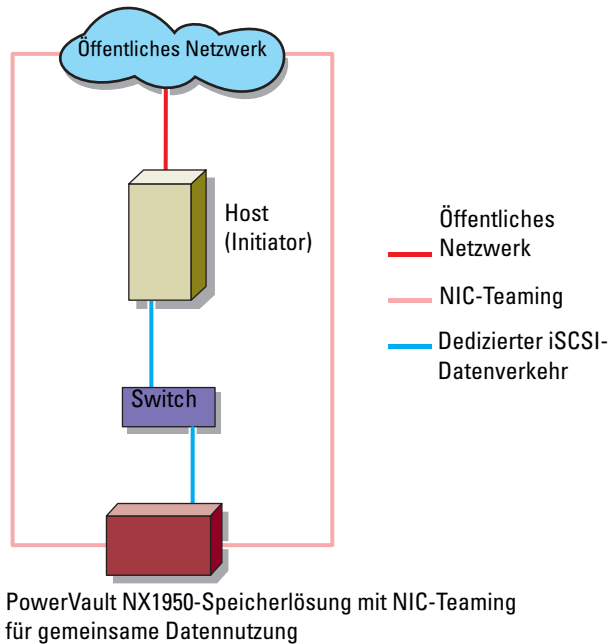 Öffentliches Netzwerk
Host
(Initiator)
Switch
Öffentliches
Netzwerk
NIC-Teaming
Dedizierter iSCSI-
Datenverkehr
PowerVault NX1950-Speicherlösung mit NIC-Teaming
für gemeinsame Datennutzung